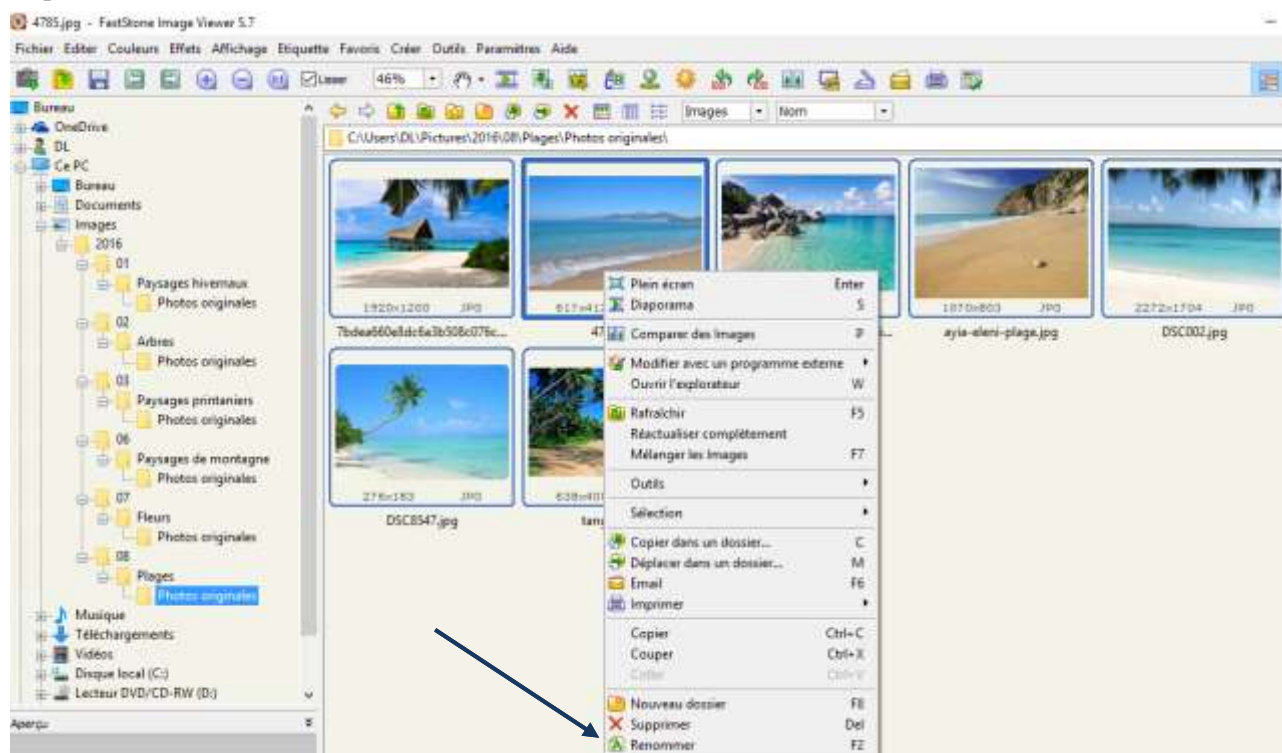 4785.jpg - FastStone Image Viewer 5.7
Fichier Editer Couleurs Effets Affichage Etiquette Favoris Créer Outils Paramètres Aide
Lisser 46%
Images Nom
C:\Users\DL\Pictures\2016\08\Plages\Photos originales\
Bureau
OneDrive
DL
Ce PC
Bureau
Documents
Images
2016
01
Paysages hivernaux
Photos originales
02
Arbres
Photos originales
03
Paysages printaniers
Photos originales
06
Paysages de montagne
Photos originales
07
Fleurs
Photos originales
08
Plages
Photos originales
Musique
Téléchargements
Vidéos
Disque local (C:)
Lecteur DVD/CD-RW (D:)
Aperçu
1920x1200 JPG
617x412
1070x803 JPG
2272x1704 JPG
ayia-eleni-plage.jpg
DSC002.jpg
276x183 JPG
DSC8547.jpg
Plein écran Enter
Diaporama S
Comparer des Images P
Modifier avec un programme externe
Ouvrir l'explorateur W
Rafraîchir F5
Réactualiser complètement
Mélanger les Images F7
Outils
Sélection
Copier dans un dossier... C
Déplacer dans un dossier... M
Email F6
Imprimer
Copier Ctrl+C
Couper Ctrl+X
Coller Ctrl+V
Nouveau dossier F8
Supprimer Del
Renommer F2